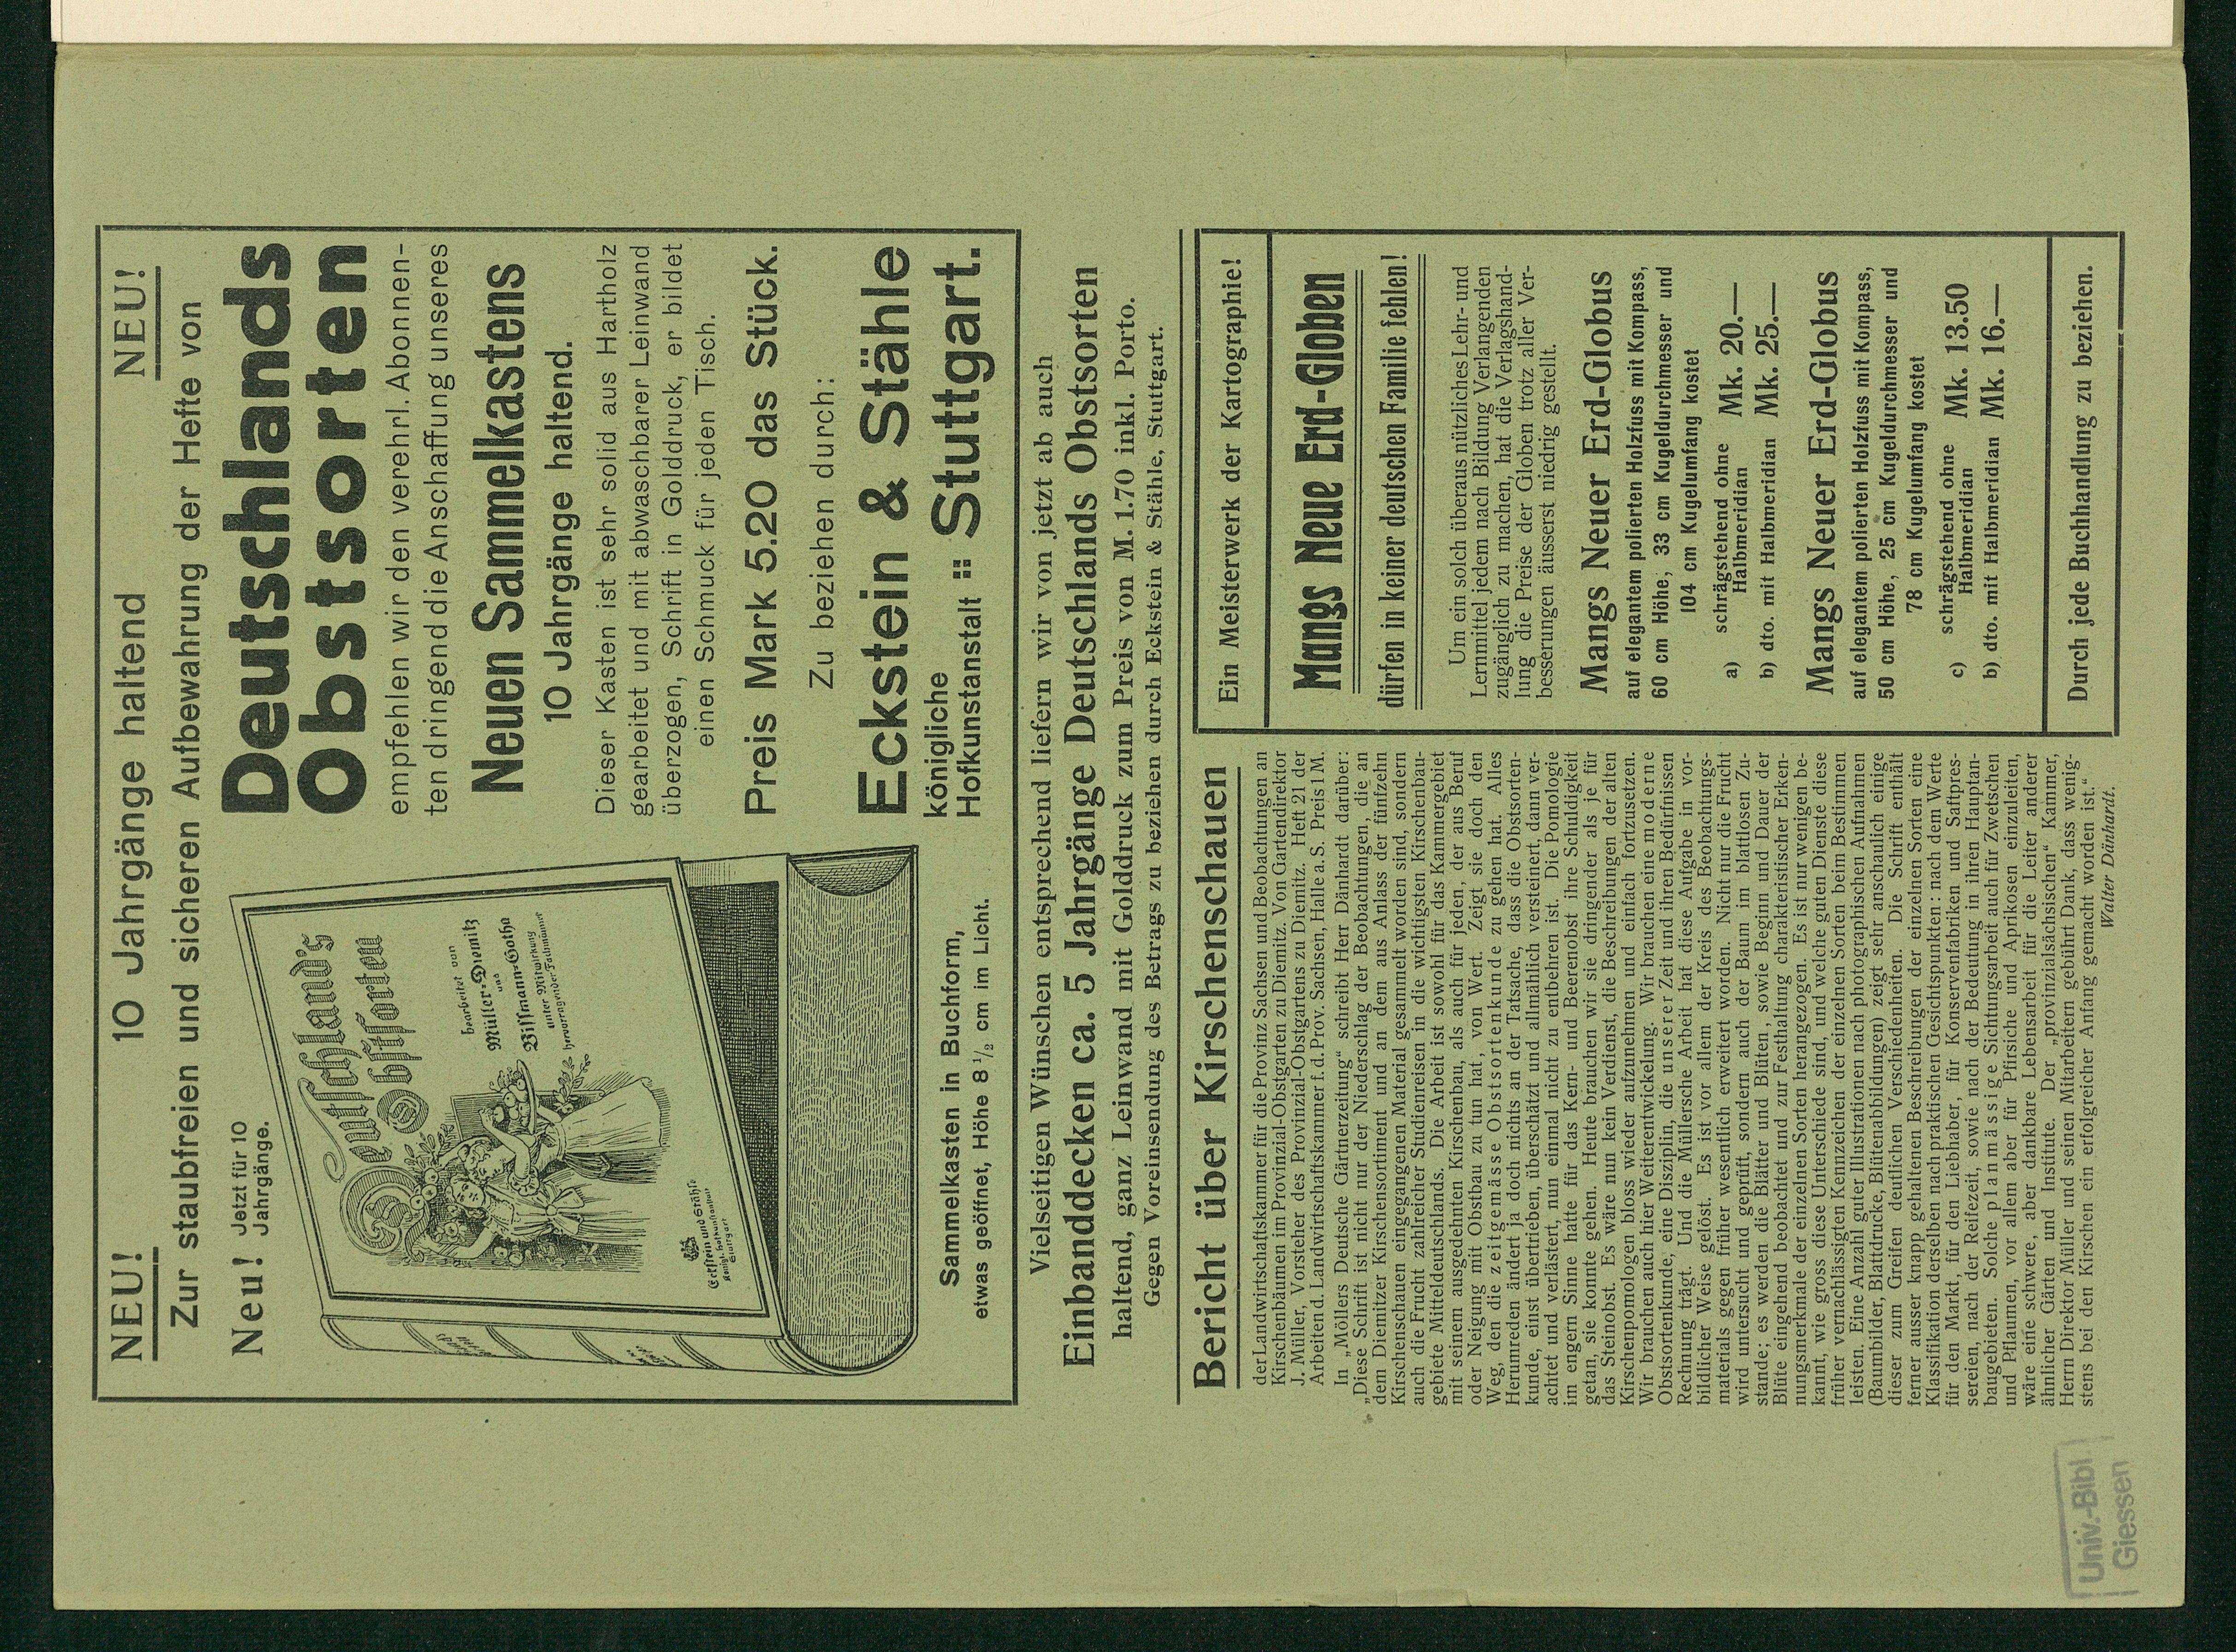 NEU! 10 Jahrgänge haltend NEU!
Zur staubfreien und sicheren Aufbewahrung der Hefte von
Neu! Jetzt für 10
Jahrgänge.
Deutschland's
Obstsorten
bearbeitet von
Müller-Diemitz
und
Bissmann-Gotha
unter Mitwirkung
hervorragender Fachmänner
Eckstein und Stähle
Königl. Hofkunstanstalt
Stuttgart
Sammelkasten in Buchform,
etwas geöffnet, Höhe 8 1/2 cm im Licht.
Deutschlands
Obstsorten
empfehlen wir den verehrl. Abonnen-
ten dringend die Anschaffung unseres
Neuen Sammelkastens
10 Jahrgänge haltend.
Dieser Kasten ist sehr solid aus Hartholz
gearbeitet und mit abwaschbarer Leinwand
überzogen, Schrift in Golddruck, er bildet
einen Schmuck für jeden Tisch.
Preis Mark 5.20 das Stück.
Zu beziehen durch:
Eckstein & Stähle
königliche
Hofkunstanstalt :: Stuttgart.
Vielseitigen Wünschen entsprechend liefern wir von jetzt ab auch
Einbanddecken ca. 5 Jahrgänge Deutschlands Obstsorten
haltend, ganz Leinwand mit Golddruck zum Preis von M. 1.70 inkl. Porto.
Gegen Voreinsendung des Betrags zu beziehen durch Eckstein & Stähle, Stuttgart.
Bericht über Kirschenschauen
der Landwirtschaftskammer für die Provinz Sachsen und Beobachtungen an
Kirschenbäumen im Provinzial-Obstgarten zu Diemitz. Von Gartendirektor
J. Müller, Vorsteher des Provinzial-Obstgartens zu Diemitz. Heft 21 der
Arbeiten d. Landwirtschaftskammer f. d. Prov. Sachsen, Halle a. S. Preis 1 M.
In „Möllers Deutsche Gärtnerzeitung“ schreibt Herr Dänhardt darüber:
„Diese Schrift ist nicht nur der Niederschlag der Beobachtungen, die an
dem Diemitzer Kirschensortiment und an dem aus Anlass der fünfzehn
Kirschenschauen eingegangenen Material gesammelt worden sind, sondern
auch die Frucht zahlreicher Studienreisen in die wichtigsten Kirschenbau-
gebiete Mitteldeutschlands. Die Arbeit ist sowohl für das Kammergebiet
mit seinem ausgedehnten Kirschenbau, als auch für jeden, der aus Beruf
oder Neigung mit Obstbau zu tun hat, von Wert. Zeigt sie doch den
Weg, den die zeitgemässe Obstsortenkunde zu gehen hat. Alles
Herumreden ändert ja doch nichts an der Tatsache, dass die Obstsorten-
kunde, einst übertrieben, überschätzt und allmählich versteinert, dann ver-
achtet und verlästert, nun einmal nicht zu entbehren ist. Die Pomologie
im engern Sinne hatte für das Kern- und Beerenobst ihre Schuldigkeit
getan, sie konnte gehen. Heute brauchen wir sie dringender als je für
das Steinobst. Es wäre nun kein Verdienst, die Beschreibungen der alten
Kirschenpomologen bloss wieder aufzunehmen und einfach fortzusetzen.
Wir brauchen auch hier Weiterentwickelung. Wir brauchen eine moderne
Obstsortenkunde, eine Disziplin, die unserer Zeit und ihren Bedürfnissen
Rechnung trägt. Und die Müllersche Arbeit hat diese Aufgabe in vor-
bildlicher Weise gelöst. Es ist vor allem der Kreis des Beobachtungs-
materials gegen früher wesentlich erweitert worden. Nicht nur die Frucht
wird untersucht und geprüft, sondern auch der Baum im blattlosen Zu-
stande; es werden die Blätter und Blüten, sowie Beginn und Dauer der
Blüte eingehend beobachtet und zur Festhaltung charakteristischer Erken-
nungsmerkmale der einzelnen Sorten herangezogen. Es ist nur wenigen be-
kannt, wie gross diese Unterschiede sind, und welche guten Dienste diese
früher vernachlässigten Kennzeichen der einzelnen Sorten beim Bestimmen
leisten. Eine Anzahl guter Illustrationen nach photographischen Aufnahmen
(Baumbilder, Blattdrucke, Blütenabbildungen) zeigt sehr anschaulich einige
dieser zum Greifen deutlichen Verschiedenheiten. Die Schrift enthält
ferner ausser knapp gehaltenen Beschreibungen der einzelnen Sorten eine
Klassifikation derselben nach praktischen Gesichtspunkten: nach dem Werte
für den Markt, für den Liebhaber, für Konservenfabriken und Saftpres-
sereien, nach der Reifezeit, sowie nach der Bedeutung in ihren Hauptan-
baugebieten. Solche planmässige Sichtungsarbeit auch für Zwetschen
und Pflaumen, vor allem aber für Pfirsiche und Aprikosen einzuleiten,
wäre eine schwere, aber dankbare Lebensarbeit für die Leiter anderer
ähnlicher Gärten und Institute. Der „provinzialsächsischen“ Kammer,
Herrn Direktor Müller und seinen Mitarbeitern gebührt Dank, dass wenig-
stens bei den Kirschen ein erfolgreicher Anfang gemacht worden ist.“
Walter Dänhardt.
Ein Meisterwerk der Kartographie!
Mangs Neue Erd-Globen
dürfen in keiner deutschen Familie fehlen!
Um ein solch überaus nützliches Lehr- und
Lernmittel jedem nach Bildung Verlangenden
zugänglich zu machen, hat die Verlagshand-
lung die Preise der Globen trotz aller Ver-
besserungen äusserst niedrig gestellt.
Mangs Neuer Erd-Globus
auf elegantem polierten Holzfuss mit Kompass,
60 cm Höhe, 33 cm Kugeldurchmesser und
104 cm Kugelumfang kostet
a) schrägstehend ohne
Halbmeridian Mk. 20.—
b) dto. mit Halbmeridian Mk. 25.—
Mangs Neuer Erd-Globus
auf elegantem polierten Holzfuss mit Kompass,
50 cm Höhe, 25 cm Kugeldurchmesser und
78 cm Kugelumfang kostet
c) schrägstehend ohne
Halbmeridian Mk. 13.50
b) dto. mit Halbmeridian Mk. 16.—
Durch jede Buchhandlung zu beziehen.
Univ.-Bibl
Giessen